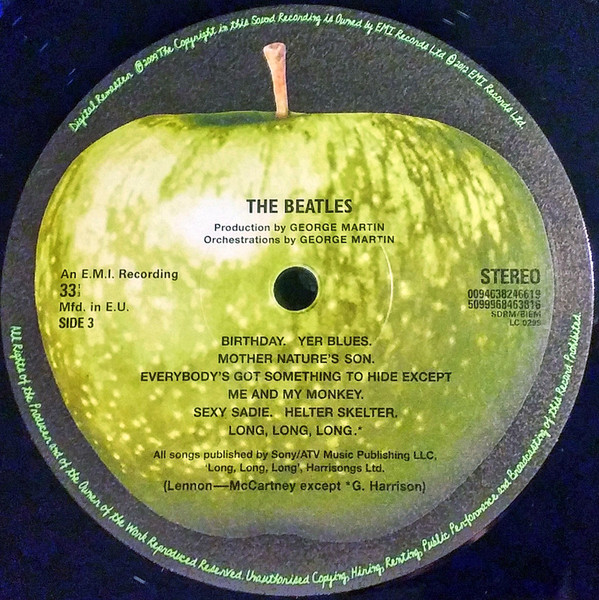 Digital Remaster ℗ 2009 The Copyright in this Sound Recording is Owned by EMI Records Ltd © 2012 EMI Records Ltd.
THE BEATLES
Production by GEORGE MARTIN
Orchestrations by GEORGE MARTIN
An E.M.I. Recording
33⅓
Mfd. in E.U.
SIDE 3
STEREO
0094638246619
5099968463816
SDRM/BIEM
LC 0295
BIRTHDAY. YER BLUES.
MOTHER NATURE'S SON.
EVERYBODY'S GOT SOMETHING TO HIDE EXCEPT
ME AND MY MONKEY.
SEXY SADIE. HELTER SKELTER.
LONG, LONG, LONG.*
All songs published by Sony/ATV Music Publishing LLC,
'Long, Long, Long', Harrisongs Ltd.
(Lennon—McCartney except *G. Harrison)
All Rights of the Producer and of the Owner of the Work Reproduced Reserved. Unauthorised Copying, Hiring, Renting, Public Performance and Broadcasting of this Record Prohibited.